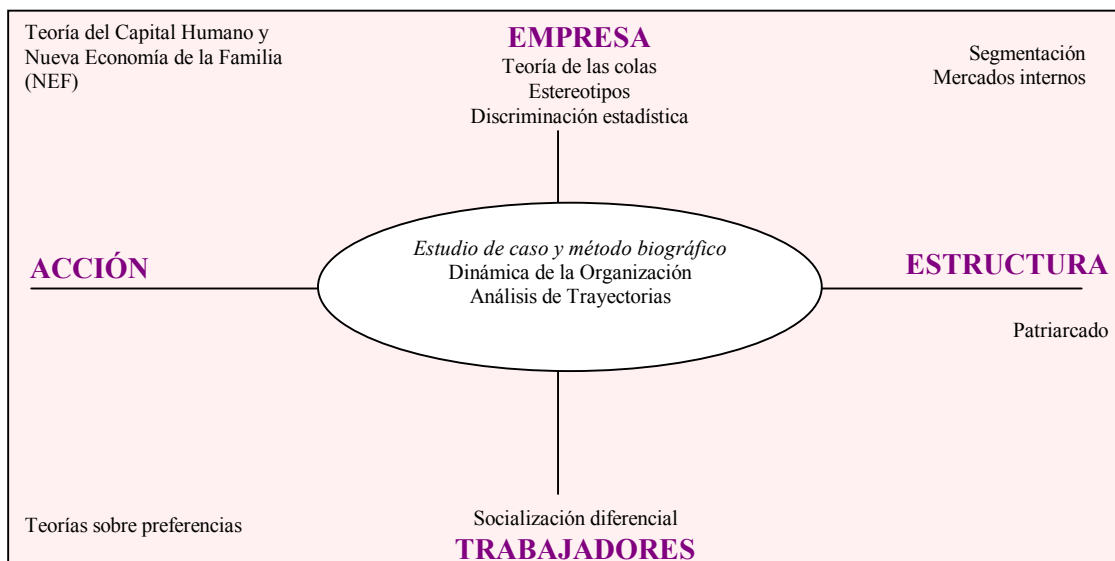 Teoría del Capital Humano y
Nueva Economía de la Familia
(NEF)
EMPRESA
Teoría de las colas
Estereotipos
Discriminación estadística
Segmentación
Mercados internos
ACCIÓN
Estudio de caso y método biográfico
Dinámica de la Organización
Análisis de Trayectorias
ESTRUCTURA
Patriarcado
Teorías sobre preferencias
Socialización diferencial
TRABAJADORES